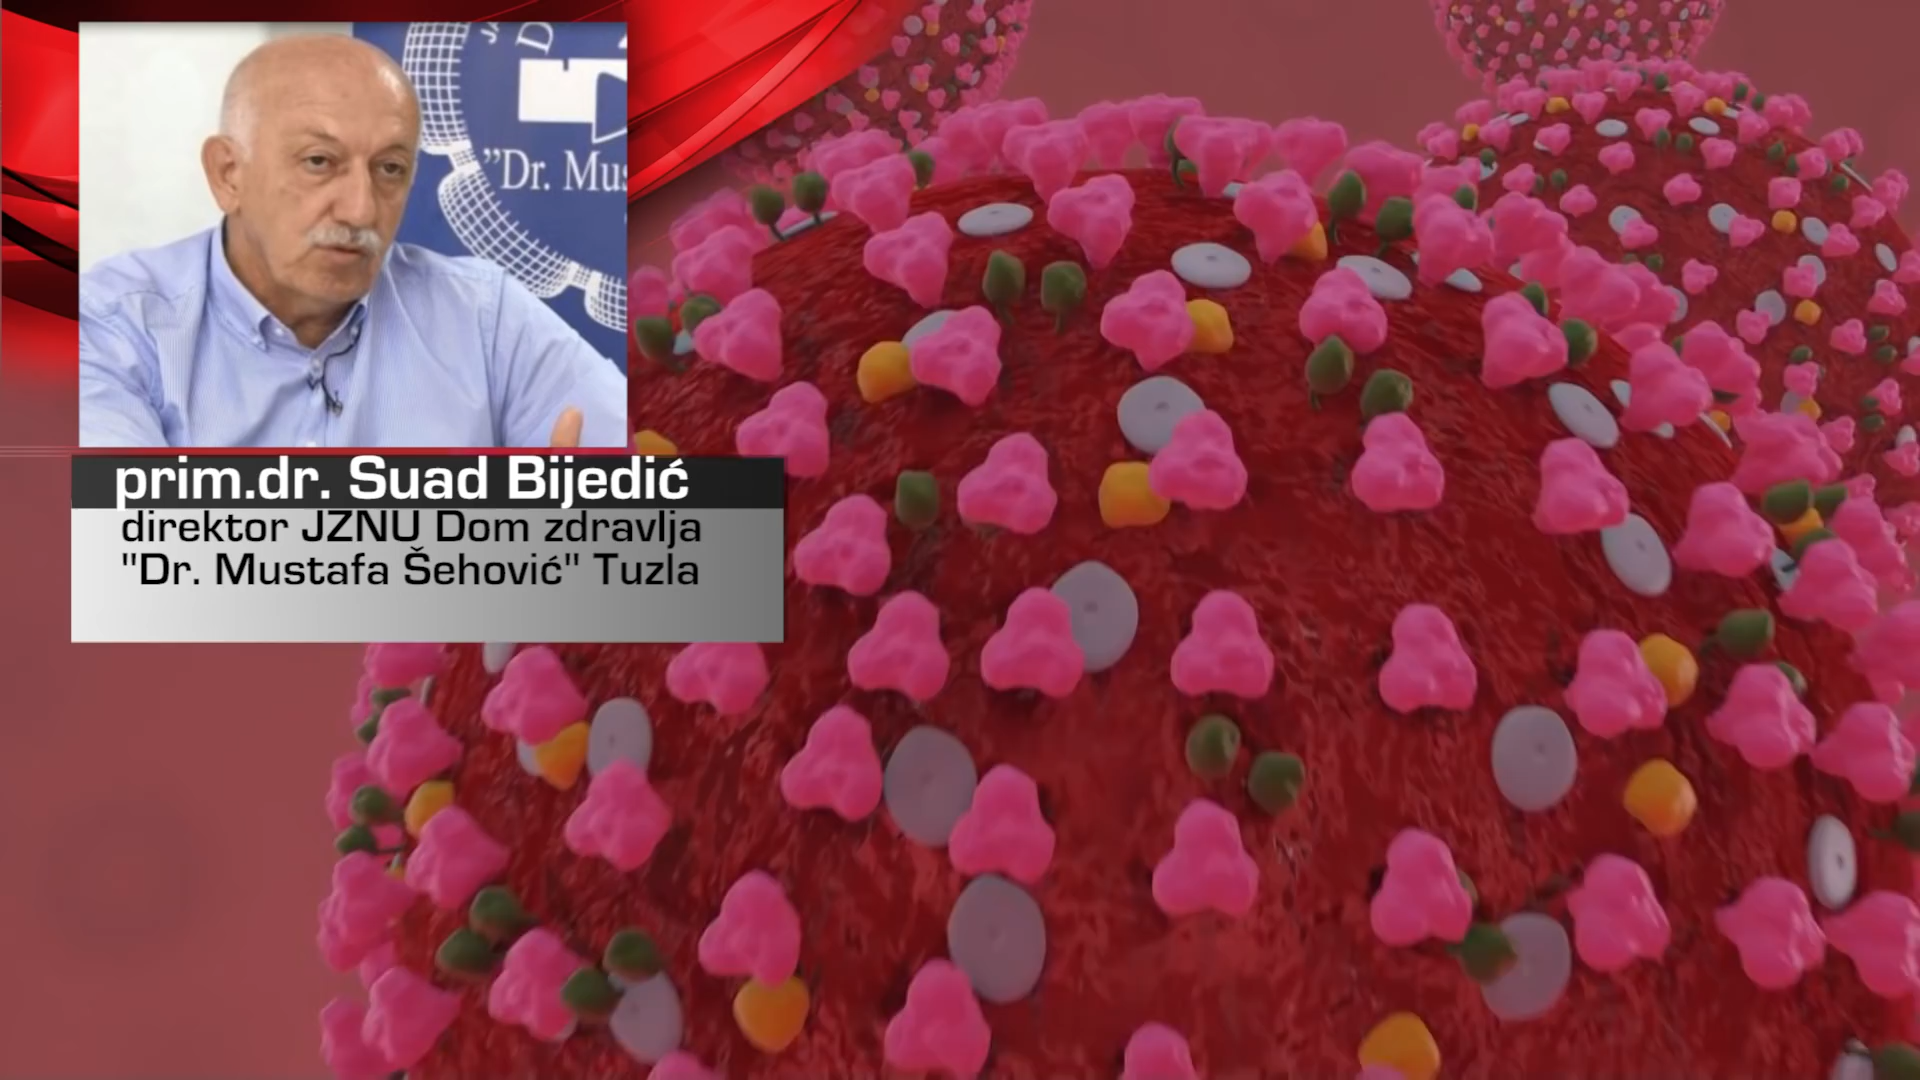 "Dr. Mus
prim.dr. Suad Bijedić
direktor JZNU Dom zdravlja
"Dr. Mustafa Šehović" Tuzla